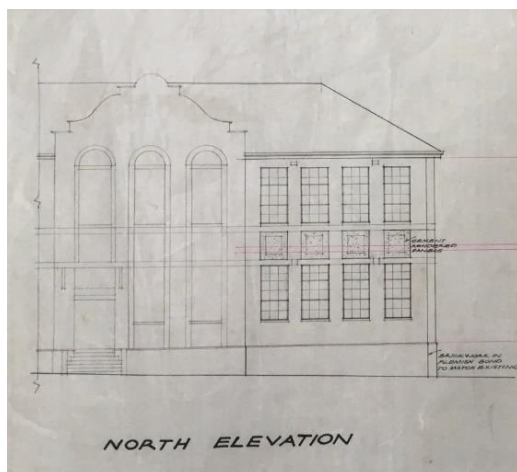 CEMENT
RENDERED
PANELS
BRICKWORK IN
FLEMISH BOND
TO MATCH EXISTING
NORTH ELEVATION